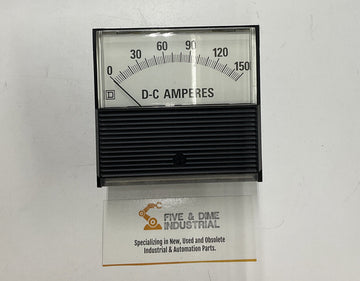 0 30 60 90 120 150
D-C AMPERES
FIVE & DIME
INDUSTRIAL
Specializing in New, Used and Obsolete
Industrial & Automation Parts.